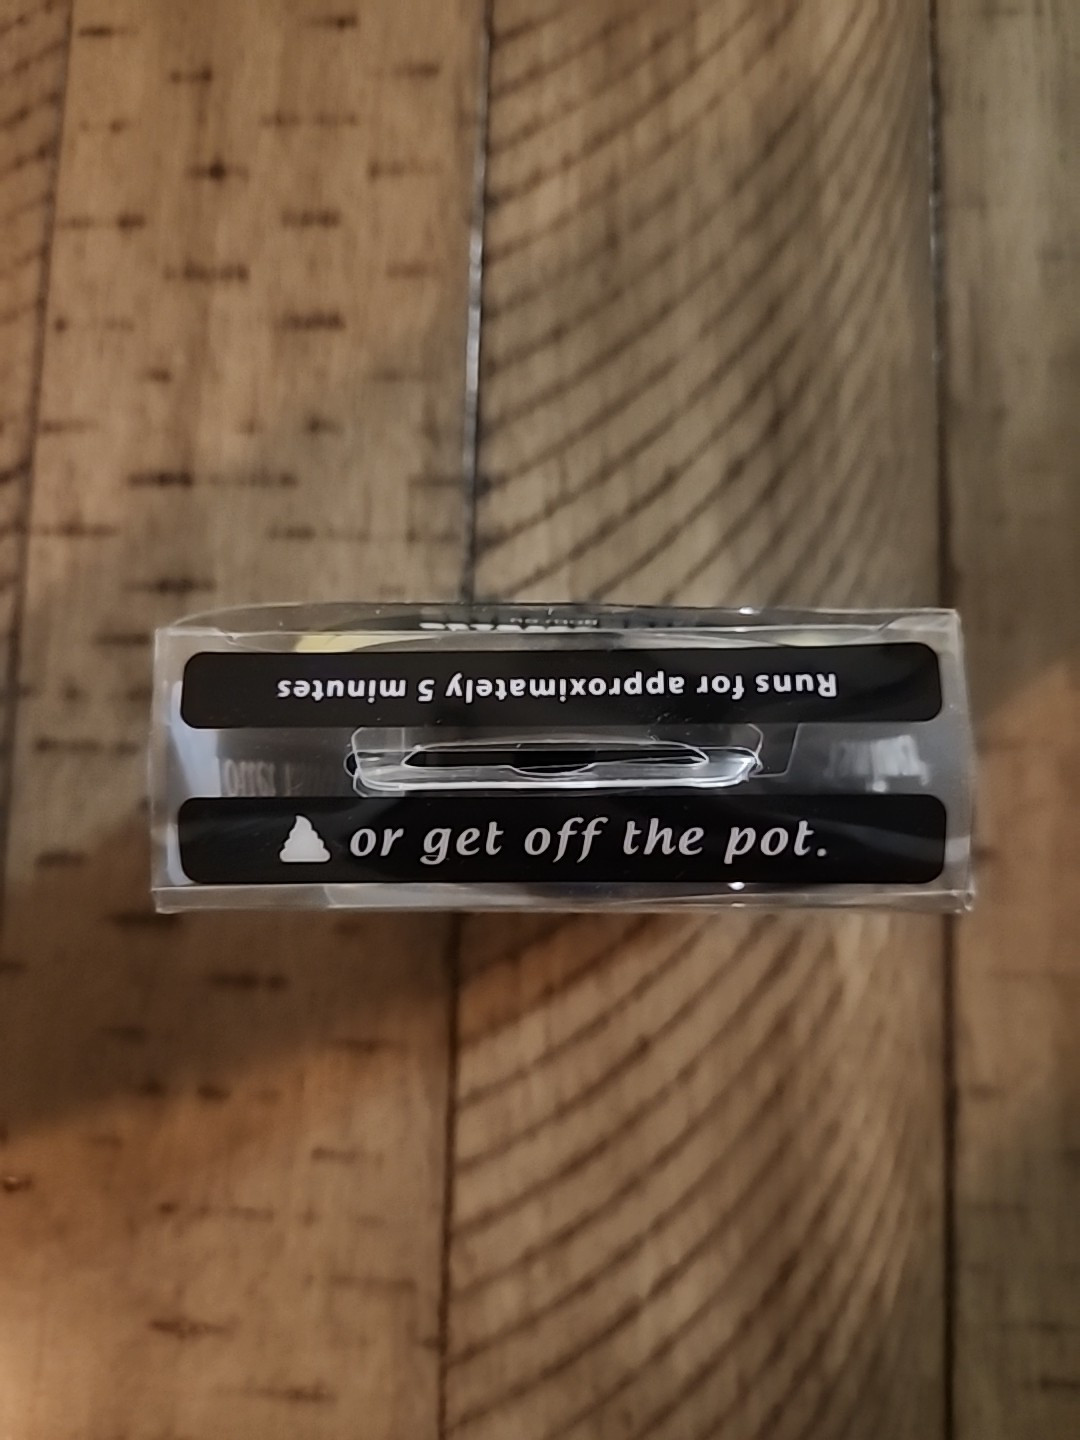 Runs for approximately 5 minutes
or get off the pot.